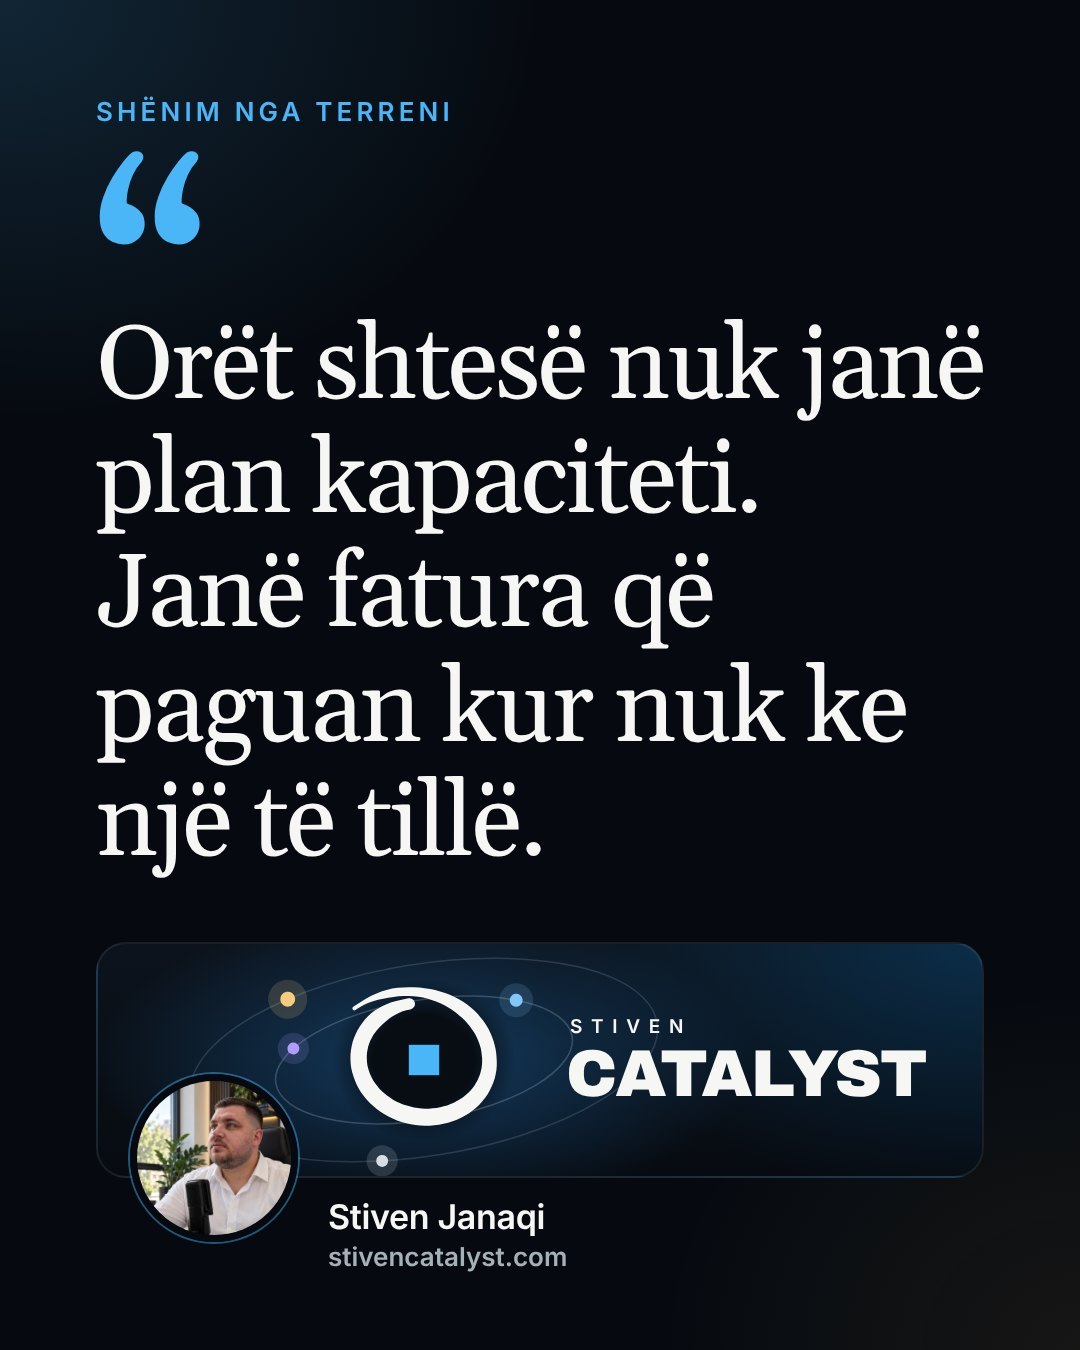 SHËNIM NGA TERRENI
“
Orët shtesë nuk janë
plan kapaciteti.
Janë fatura që
paguan kur nuk ke
një të tillë.
STIVEN
CATALYST
Stiven Janaqi
stivencatalyst.com